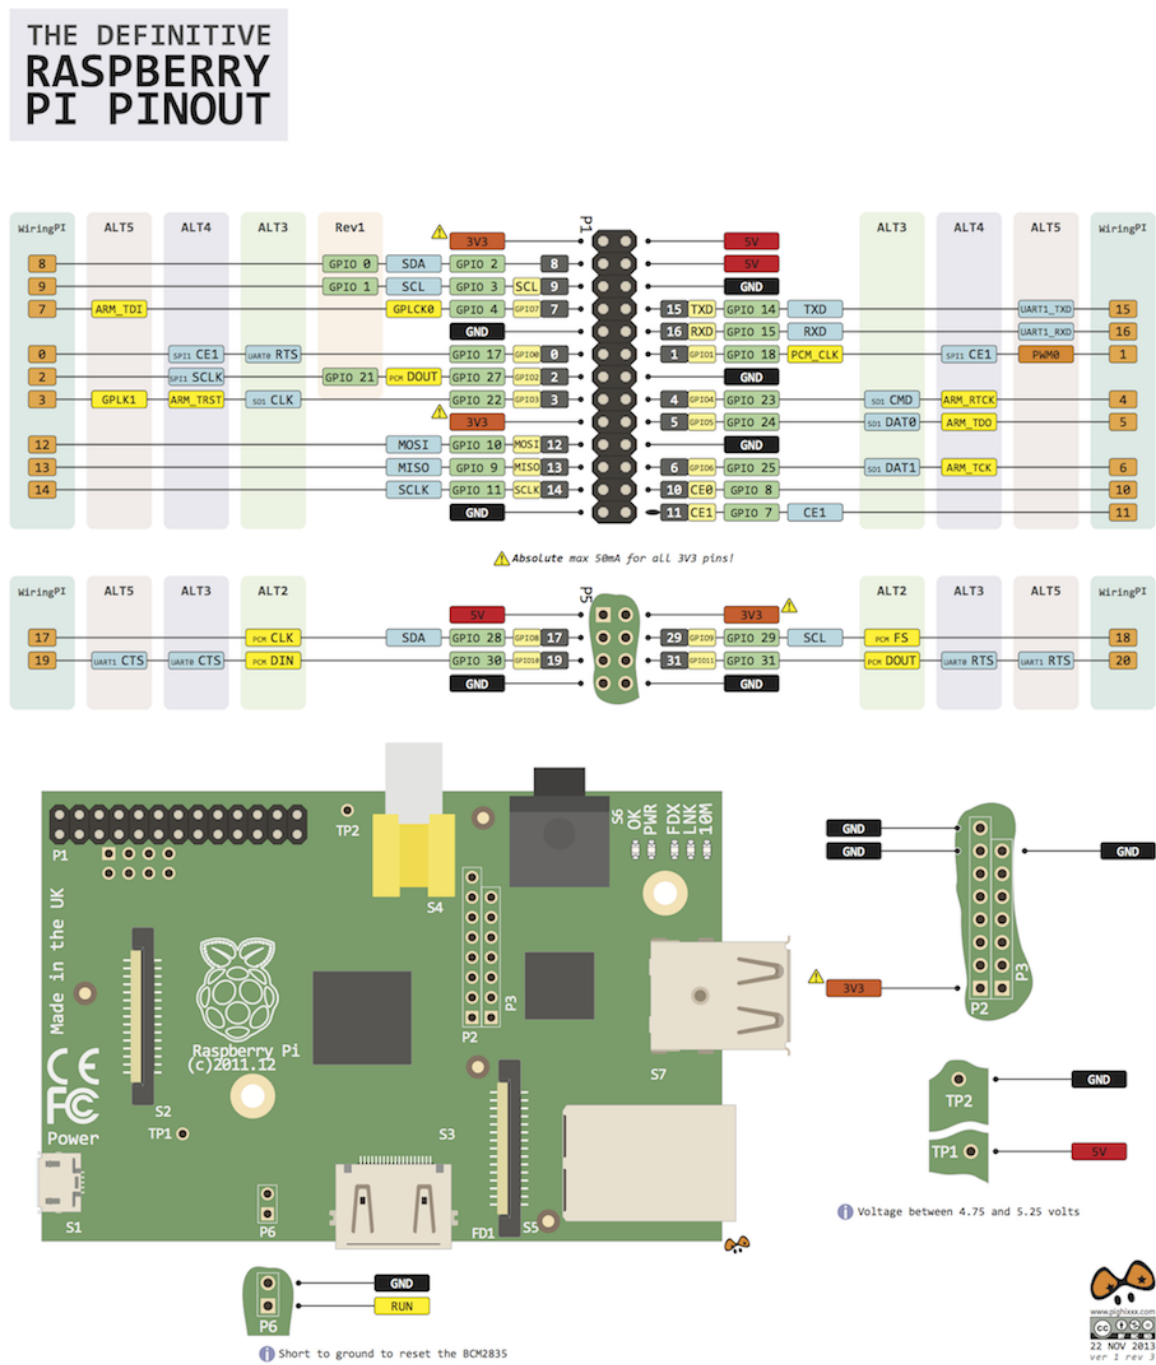 THE DEFINITIVE
RASPBERRY
PI PINOUT
WiringPI ALT5 ALT4 ALT3 Rev1 P1 ALT3 ALT4 ALT5 WiringPI
3V3 5V
8 GPIO 0 SDA GPIO 2 8 5V
9 GPIO 1 SCL GPIO 3 SCL 9 GND
7 ARM_TDI GPLCK0 GPIO 4 GPIO7 7 15 TXD GPIO 14 TXD UART1_TXD 15
GND 16 RXD GPIO 15 RXD UART1_RXD 16
0 SPI1 CE1 UART0 RTS GPIO 17 GPIO0 0 1 GPIO1 GPIO 18 PCM_CLK SPI1 CE1 PWM0 1
2 SPI1 SCLK GPIO 21 PCM DOUT GPIO 27 GPIO2 2 GND
3 GPLK1 ARM_TRST SD1 CLK GPIO 22 GPIO3 3 4 GPIO4 GPIO 23 SD1 CMD ARM_RTCK 4
3V3 5 GPIO5 GPIO 24 SD1 DAT0 ARM_TDO 5
12 MOSI GPIO 10 MOSI 12 GND
13 MISO GPIO 9 MISO 13 6 GPIO6 GPIO 25 SD1 DAT1 ARM_TCK 6
14 SCLK GPIO 11 SCLK 14 10 CE0 GPIO 8 10
GND 11 CE1 GPIO 7 CE1 11
Absolute max 50mA for all 3V3 pins!
WiringPI ALT5 ALT3 ALT2 P5 ALT2 ALT3 ALT5 WiringPI
5V 3V3
17 PCM CLK SDA GPIO 28 GPIO8 17 29 GPIO9 GPIO 29 SCL PCM FS 18
19 UART1 CTS UART0 CTS PCM DIN GPIO 30 GPIO10 19 31 GPIO11 GPIO 31 PCM DOUT UART0 RTS UART1 RTS 20
GND GND
P1
TP2
S4
S6
OK
PWR
FDX
LNK
10M
Made in the UK
Raspberry Pi
(c)2011.12
P3
P2
S7
CE
FC
Power
S2
TP1
S3
S1
P6
FD1
S5
GND
GND GND
3V3
P3
P2
TP2 GND
TP1 5V
Voltage between 4.75 and 5.25 volts
GND
RUN
P6
Short to ground to reset the BCM2835
www.pighixxx.com
cc
BY NC ND
22 NOV 2013
ver 1 rev 3